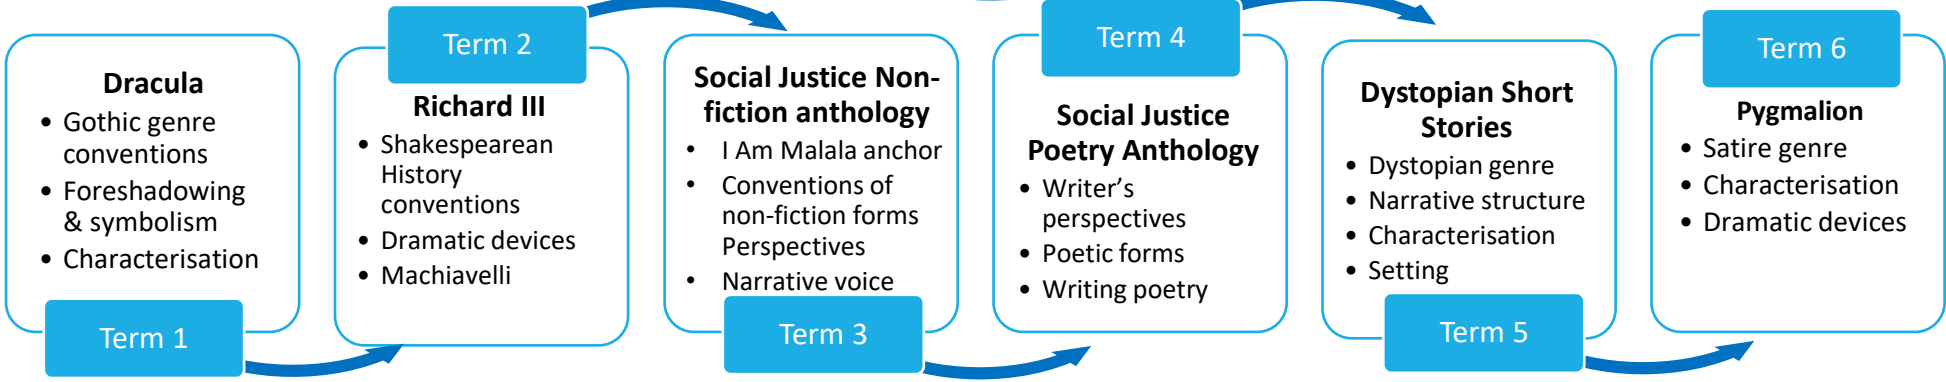 Dracula
• Gothic genre
conventions
• Foreshadowing
& symbolism
• Characterisation
Term 1
Term 2
Richard III
• Shakespearean
History
conventions
• Dramatic devices
• Machiavelli
Social Justice Non-
fiction anthology
• I Am Malala anchor
• Conventions of
non-fiction forms
Perspectives
• Narrative voice
Term 3
Term 4
Social Justice
Poetry Anthology
• Writer’s
perspectives
• Poetic forms
• Writing poetry
Dystopian Short
Stories
• Dystopian genre
• Narrative structure
• Characterisation
• Setting
Term 5
Term 6
Pygmalion
• Satire genre
• Characterisation
• Dramatic devices